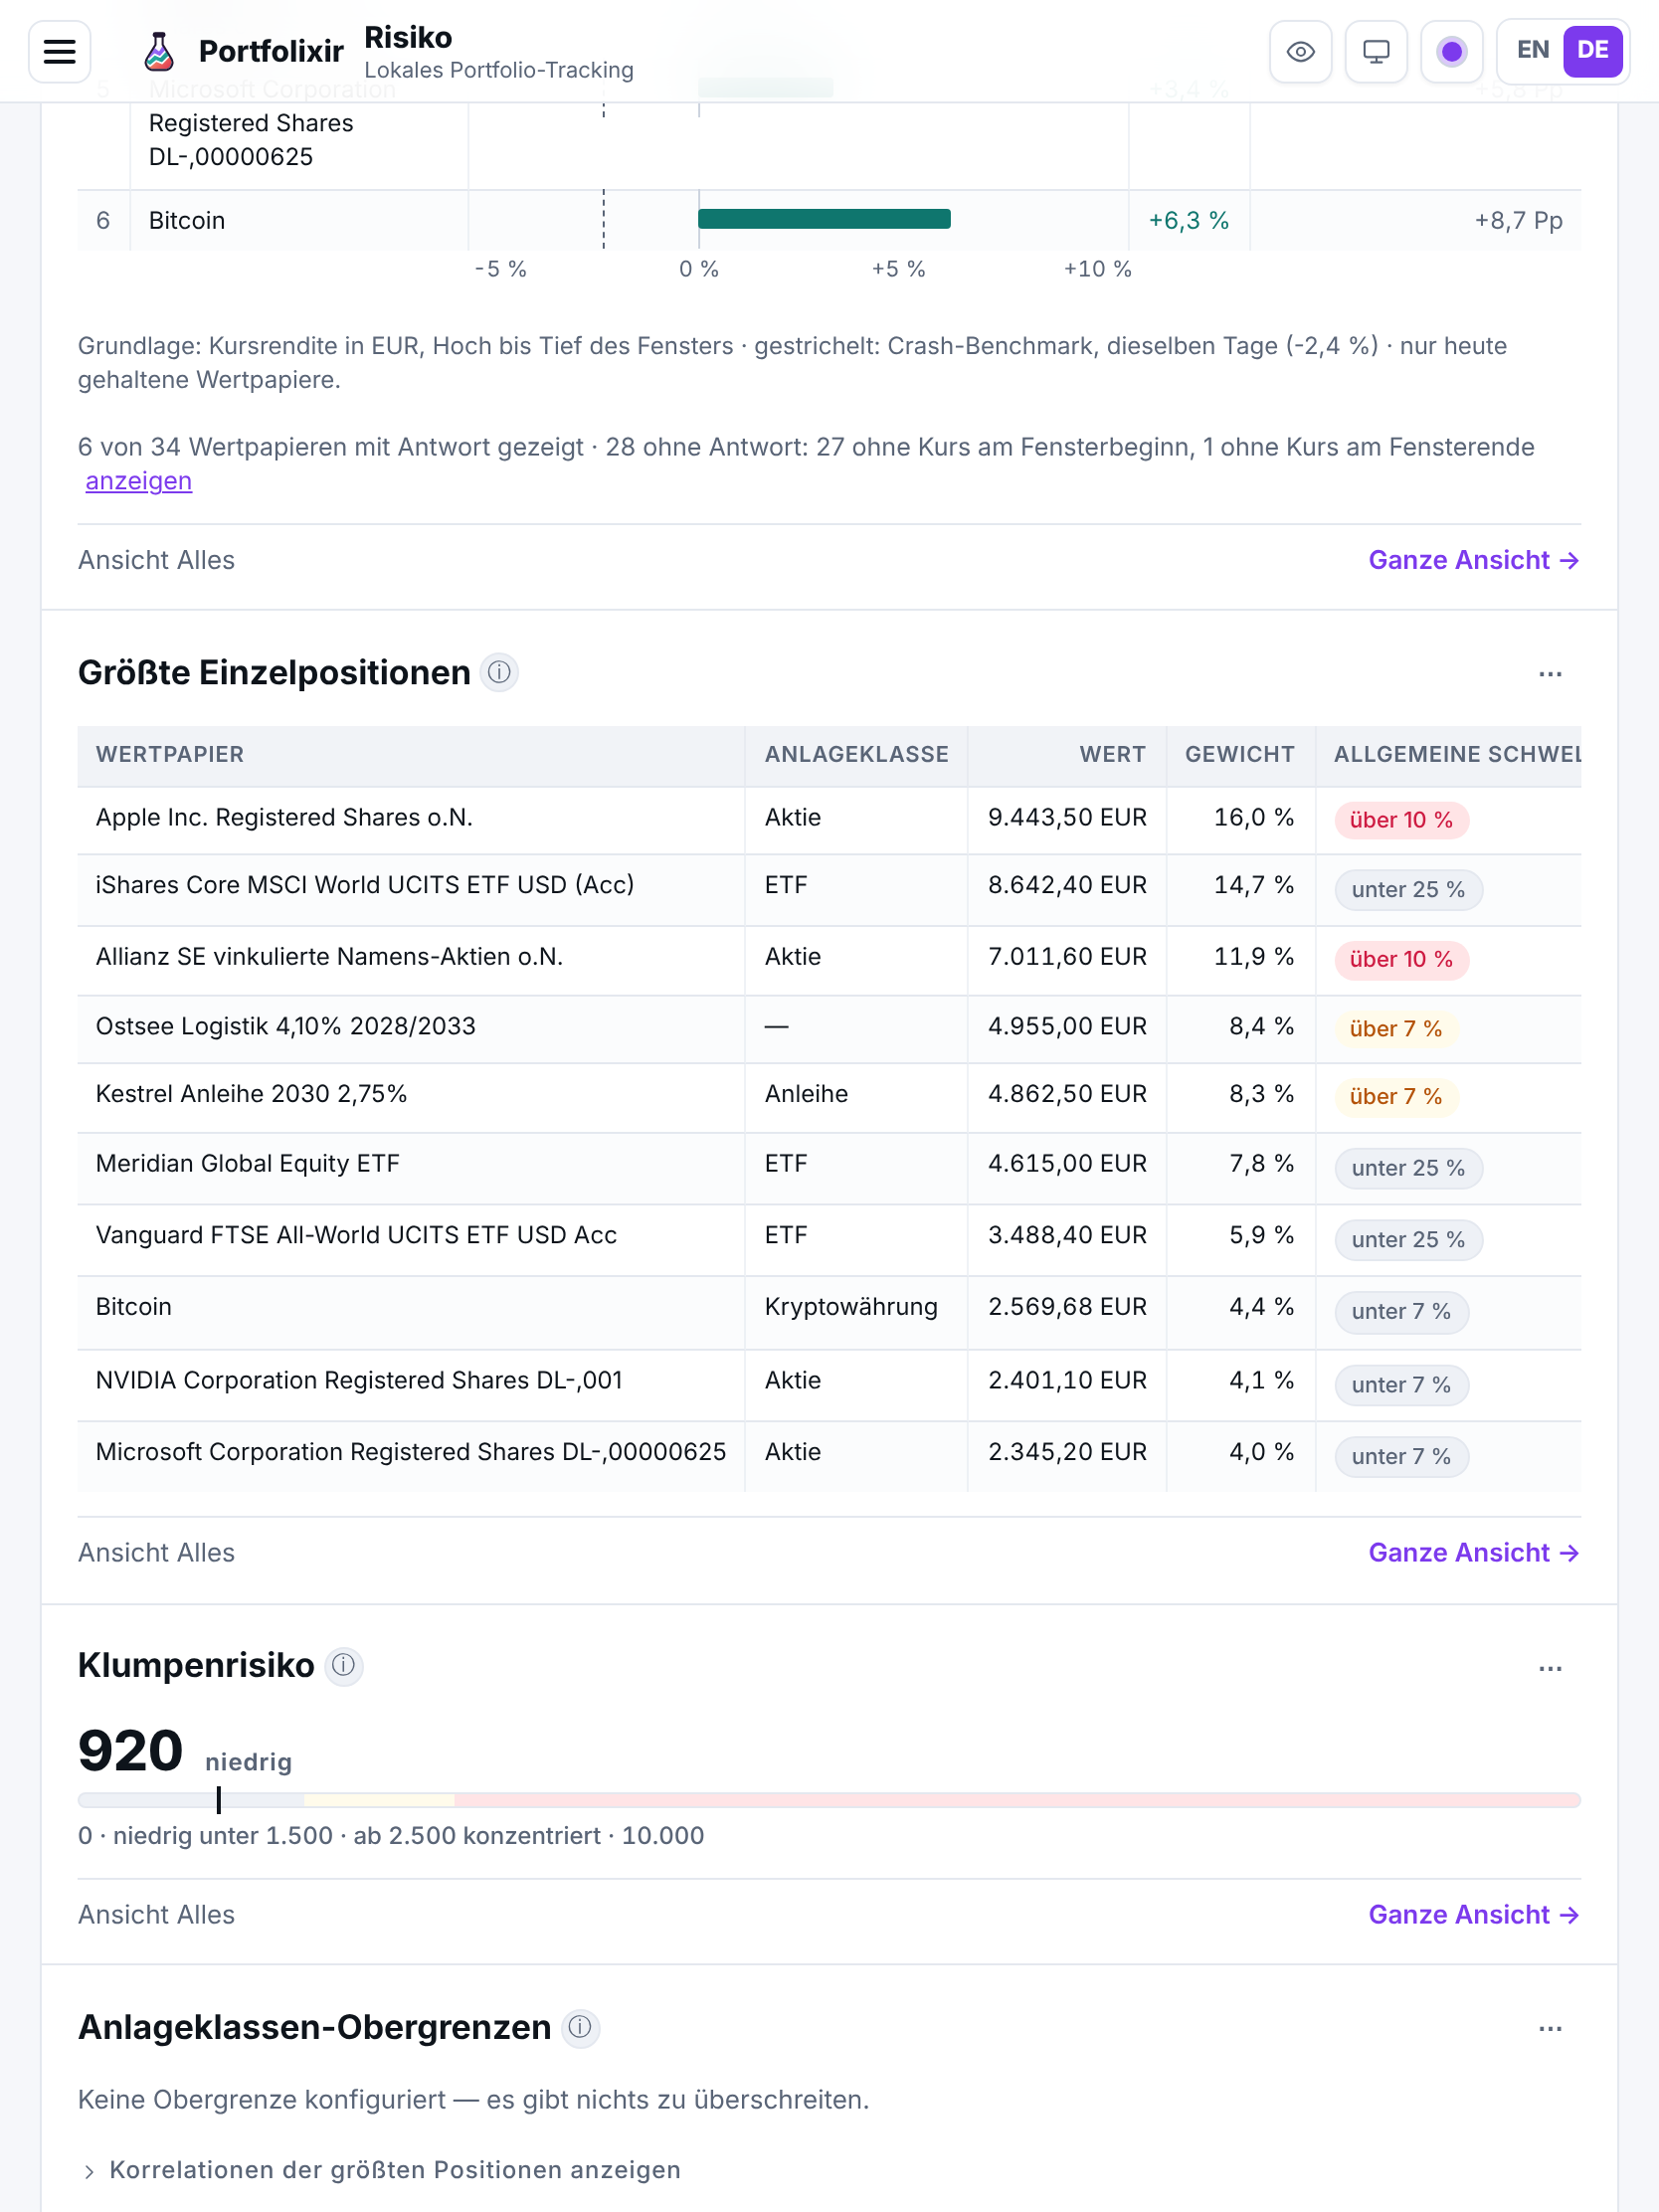 Portfolixir
Risiko
Lokales Portfolio-Tracking
EN DE
5 Microsoft Corporation +3,4 % +5,8 Pp
Registered Shares
DL-,00000625
6 Bitcoin +6,3 % +8,7 Pp
-5 % 0 % +5 % +10 %
Grundlage: Kursrendite in EUR, Hoch bis Tief des Fensters · gestrichelt: Crash-Benchmark, dieselben Tage (-2,4 %) · nur heute
gehaltene Wertpapiere.
6 von 34 Wertpapieren mit Antwort gezeigt · 28 ohne Antwort: 27 ohne Kurs am Fensterbeginn, 1 ohne Kurs am Fensterende
anzeigen
Ansicht Alles Ganze Ansicht →
Größte Einzelpositionen ⓘ ...
WERTPAPIER ANLAGEKLASSE WERT GEWICHT ALLGEMEINE SCHWEL
Apple Inc. Registered Shares o.N. Aktie 9.443,50 EUR 16,0 % über 10 %
iShares Core MSCI World UCITS ETF USD (Acc) ETF 8.642,40 EUR 14,7 % unter 25 %
Allianz SE vinkulierte Namens-Aktien o.N. Aktie 7.011,60 EUR 11,9 % über 10 %
Ostsee Logistik 4,10% 2028/2033 — 4.955,00 EUR 8,4 % über 7 %
Kestrel Anleihe 2030 2,75% Anleihe 4.862,50 EUR 8,3 % über 7 %
Meridian Global Equity ETF ETF 4.615,00 EUR 7,8 % unter 25 %
Vanguard FTSE All-World UCITS ETF USD Acc ETF 3.488,40 EUR 5,9 % unter 25 %
Bitcoin Kryptowährung 2.569,68 EUR 4,4 % unter 7 %
NVIDIA Corporation Registered Shares DL-,001 Aktie 2.401,10 EUR 4,1 % unter 7 %
Microsoft Corporation Registered Shares DL-,00000625 Aktie 2.345,20 EUR 4,0 % unter 7 %
Ansicht Alles Ganze Ansicht →
Klumpenrisiko ⓘ ...
920 niedrig
0 · niedrig unter 1.500 · ab 2.500 konzentriert · 10.000
Ansicht Alles Ganze Ansicht →
Anlageklassen-Obergrenzen ⓘ ...
Keine Obergrenze konfiguriert — es gibt nichts zu überschreiten.
Korrelationen der größten Positionen anzeigen